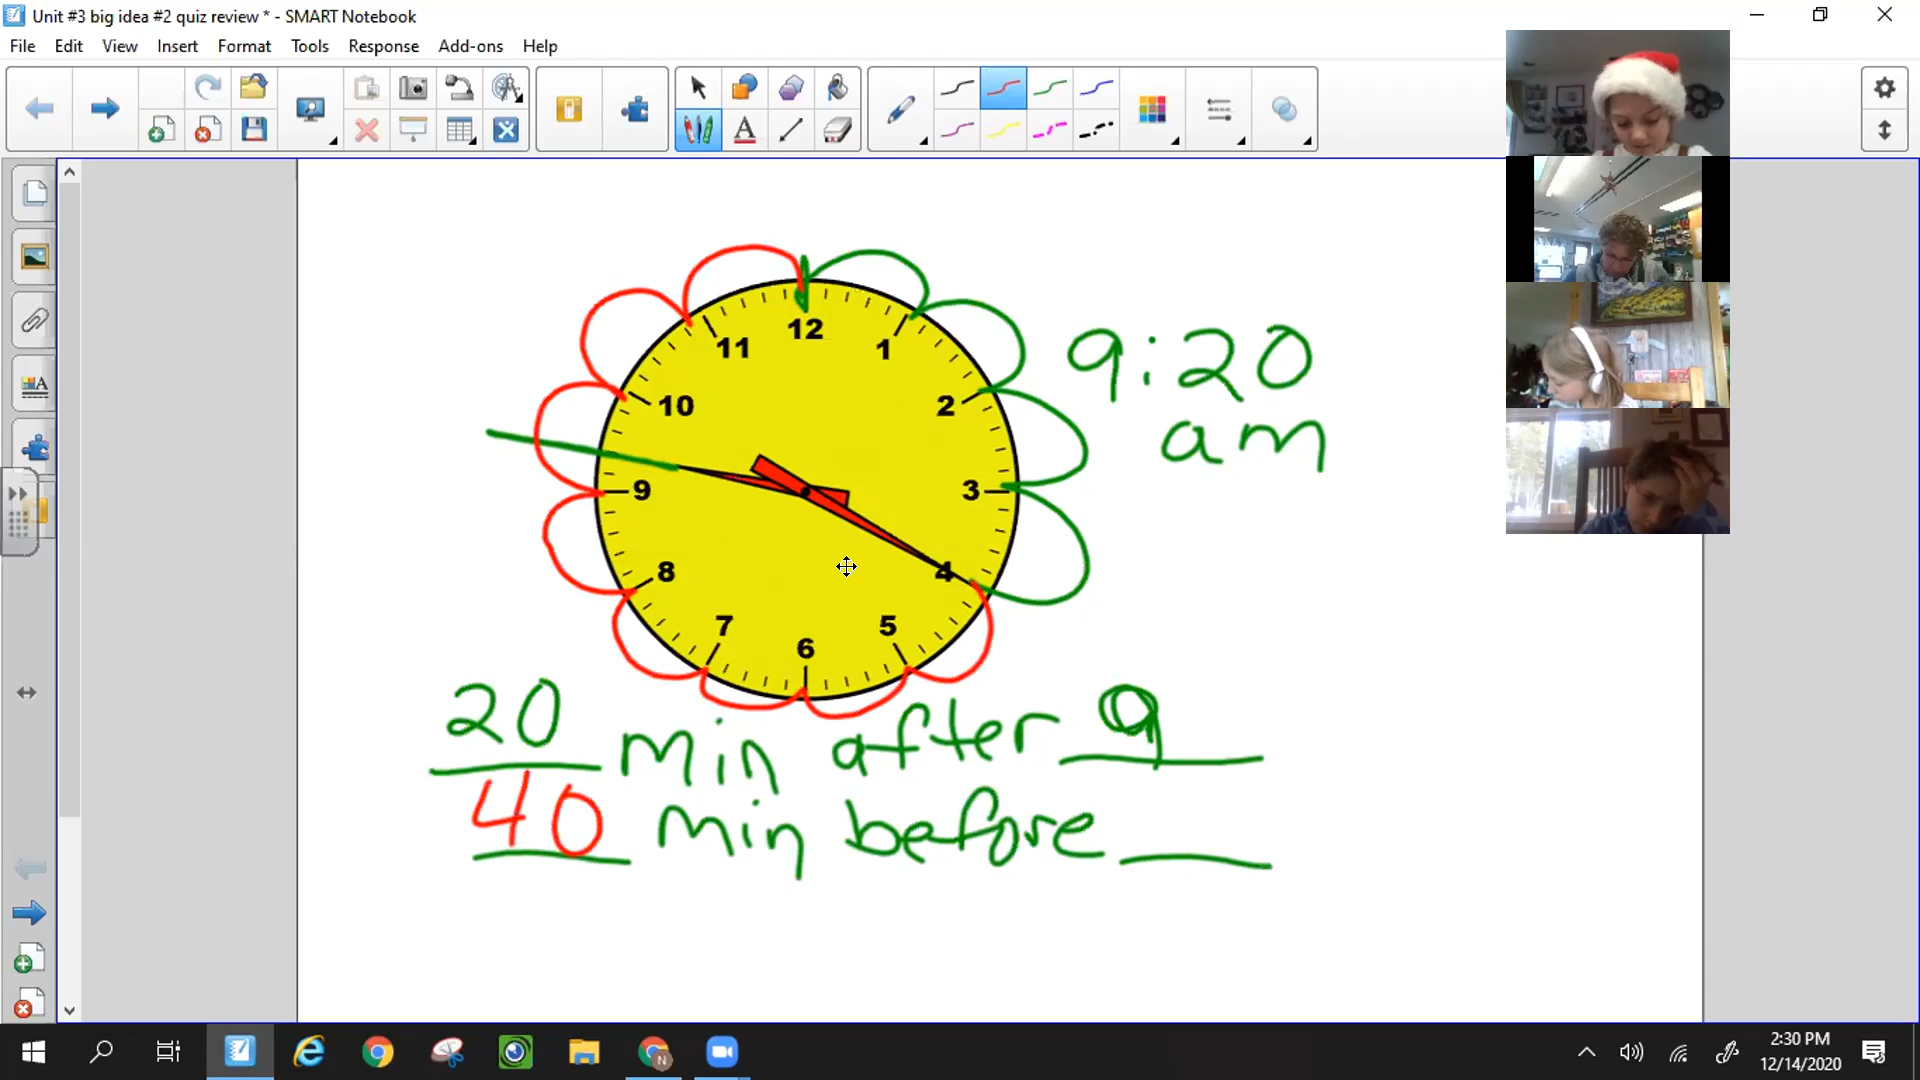 Unit #3 big idea #2 quiz review * - SMART Notebook
File Edit View Insert Format Tools Response Add-ons Help
12
11 1
10 2
9 3
8 4
7 5
6
9:20
am
20 min after 9
40 min before
2:30 PM
12/14/2020